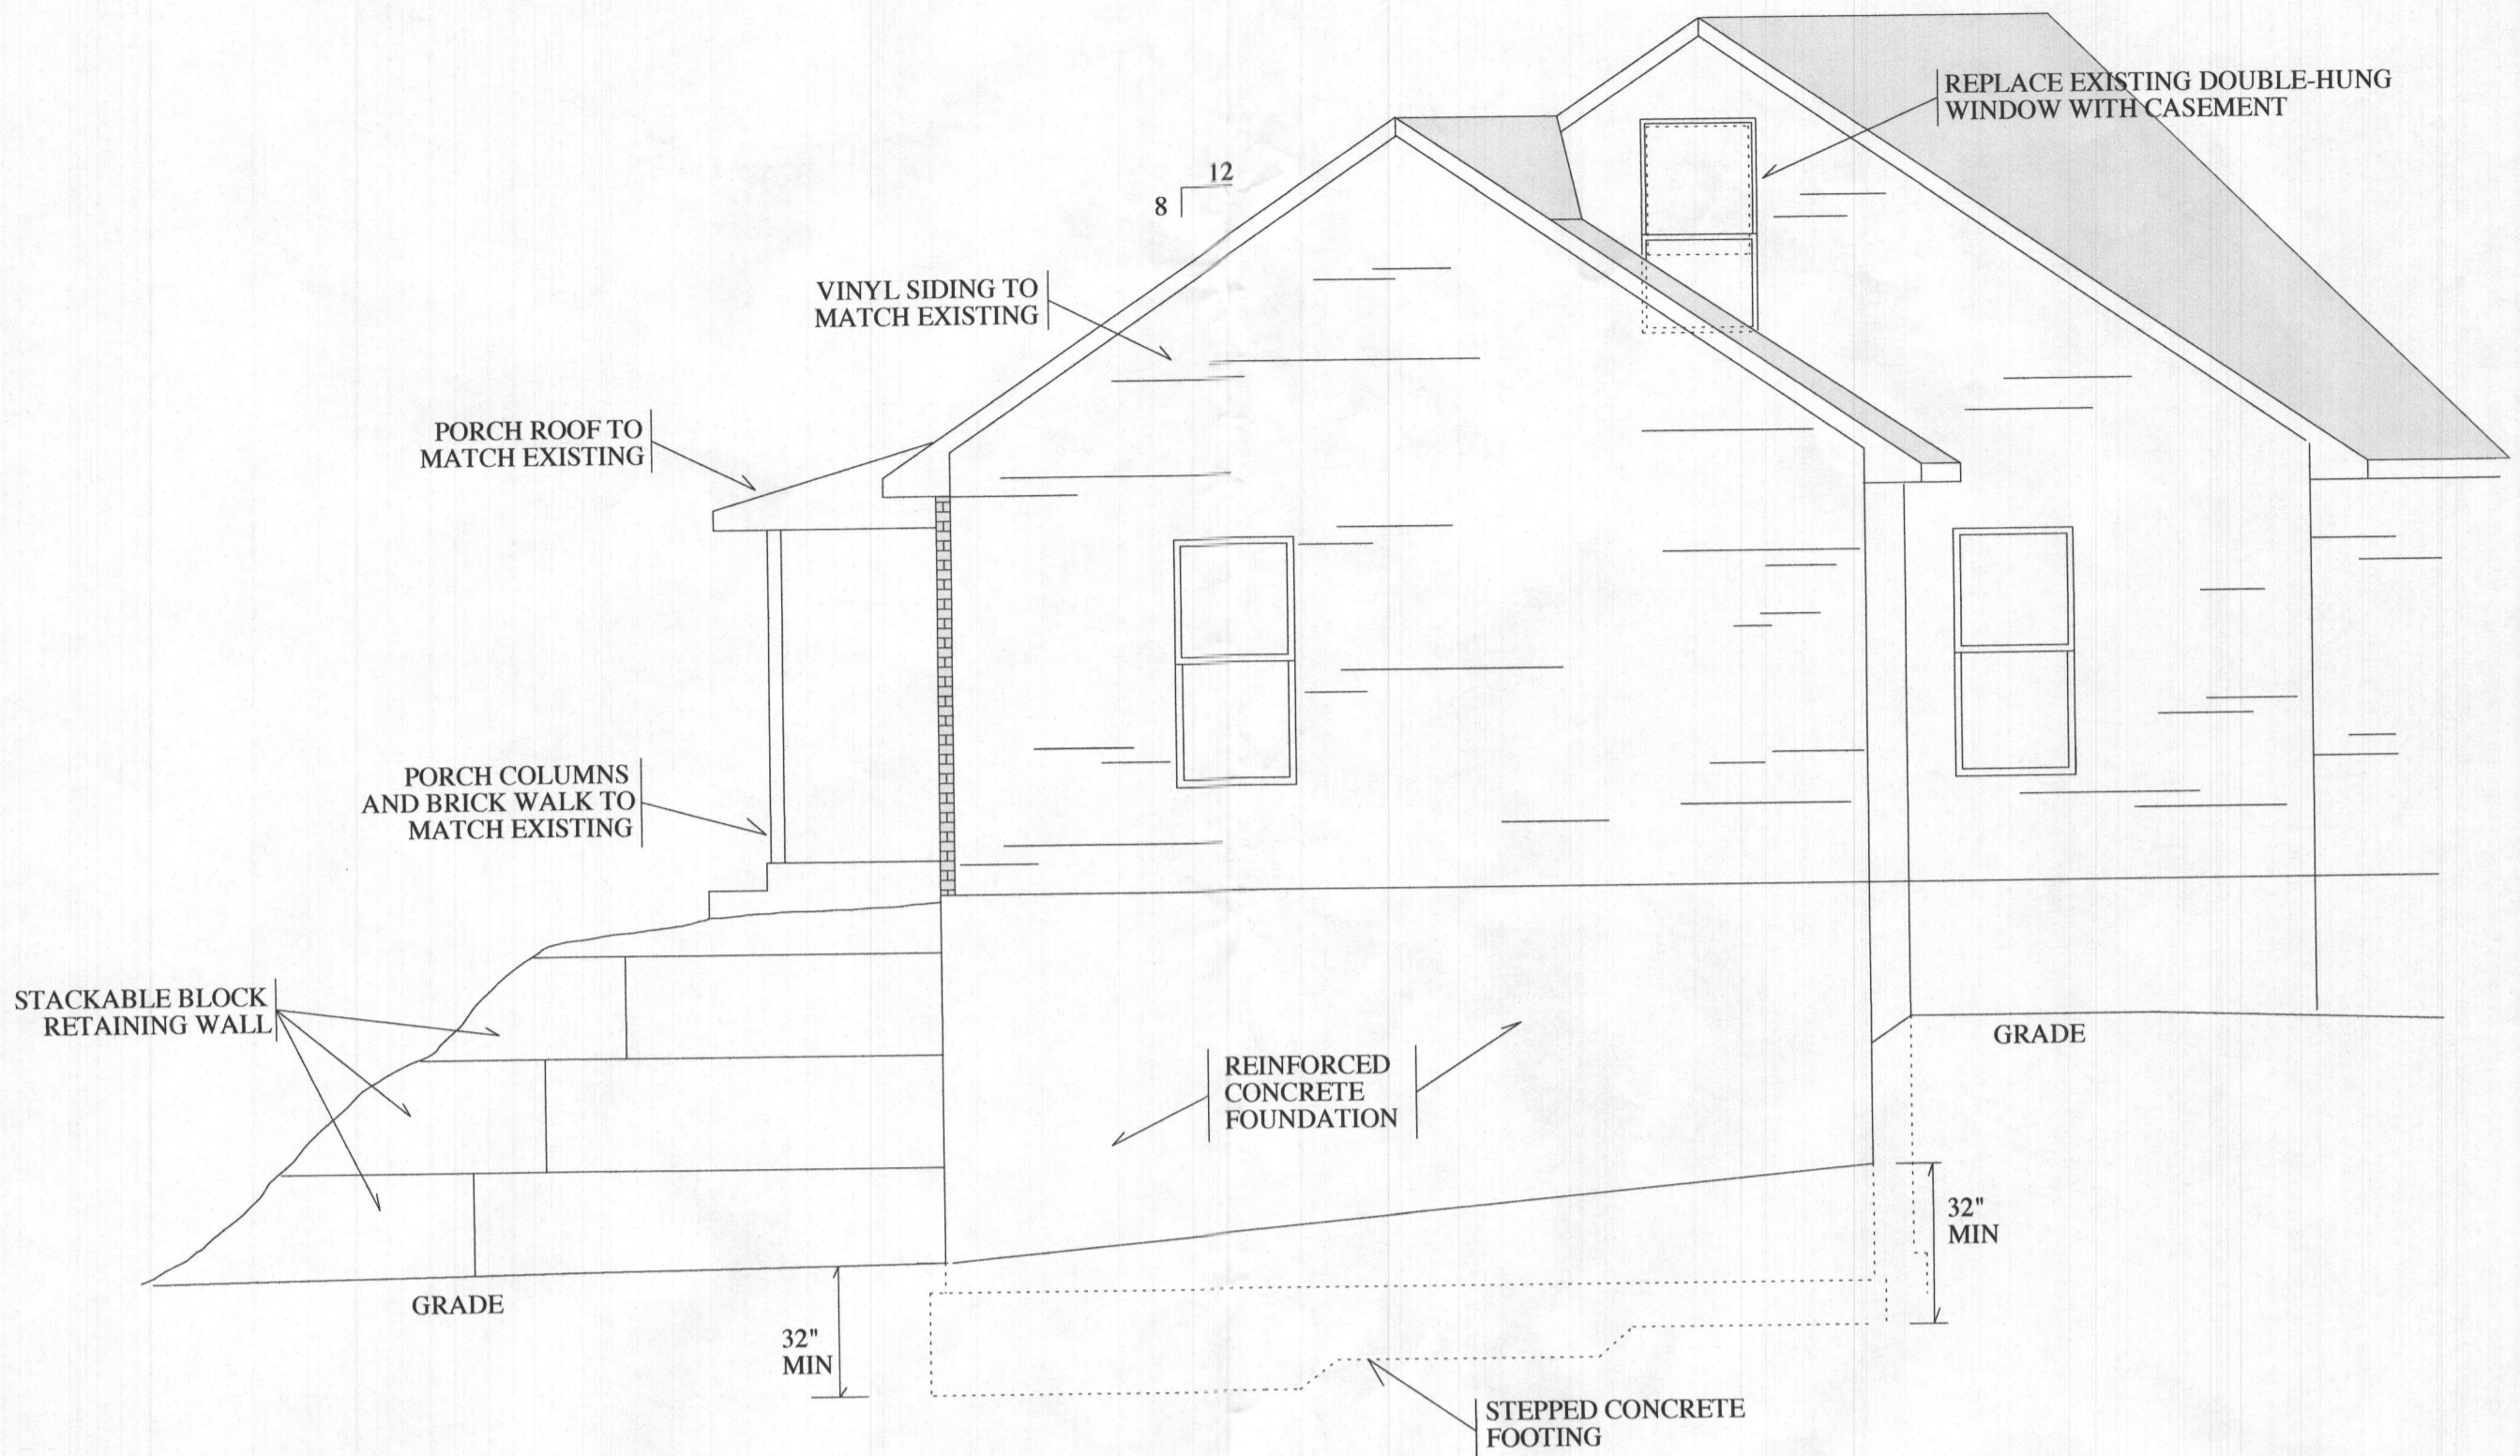 REPLACE EXISTING DOUBLE-HUNG
WINDOW WITH CASEMENT
12
8
VINYL SIDING TO
MATCH EXISTING
PORCH ROOF TO
MATCH EXISTING
PORCH COLUMNS
AND BRICK WALK TO
MATCH EXISTING
STACKABLE BLOCK
RETAINING WALL
GRADE
REINFORCED
CONCRETE
FOUNDATION
32"
MIN
GRADE
32"
MIN
STEPPED CONCRETE
FOOTING